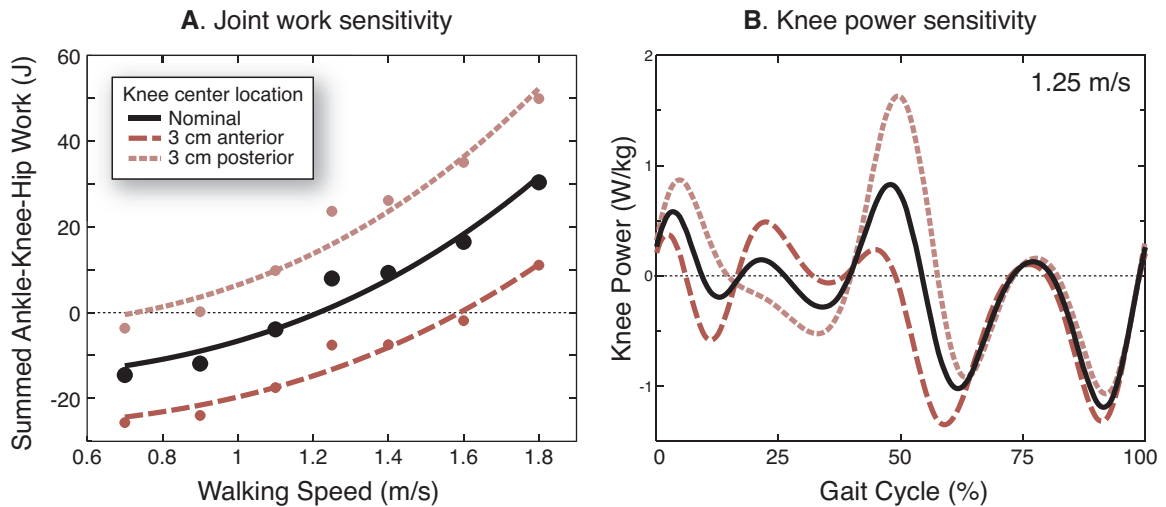 A. Joint work sensitivity
Summed Ankle-Knee-Hip Work (J)
60
40
20
0
-20
Knee center location
Nominal
3 cm anterior
3 cm posterior
0.6 0.8 1 1.2 1.4 1.6 1.8
Walking Speed (m/s)
B. Knee power sensitivity
Knee Power (W/kg)
2
1
0
-1
1.25 m/s
0 25 50 75 100
Gait Cycle (%)